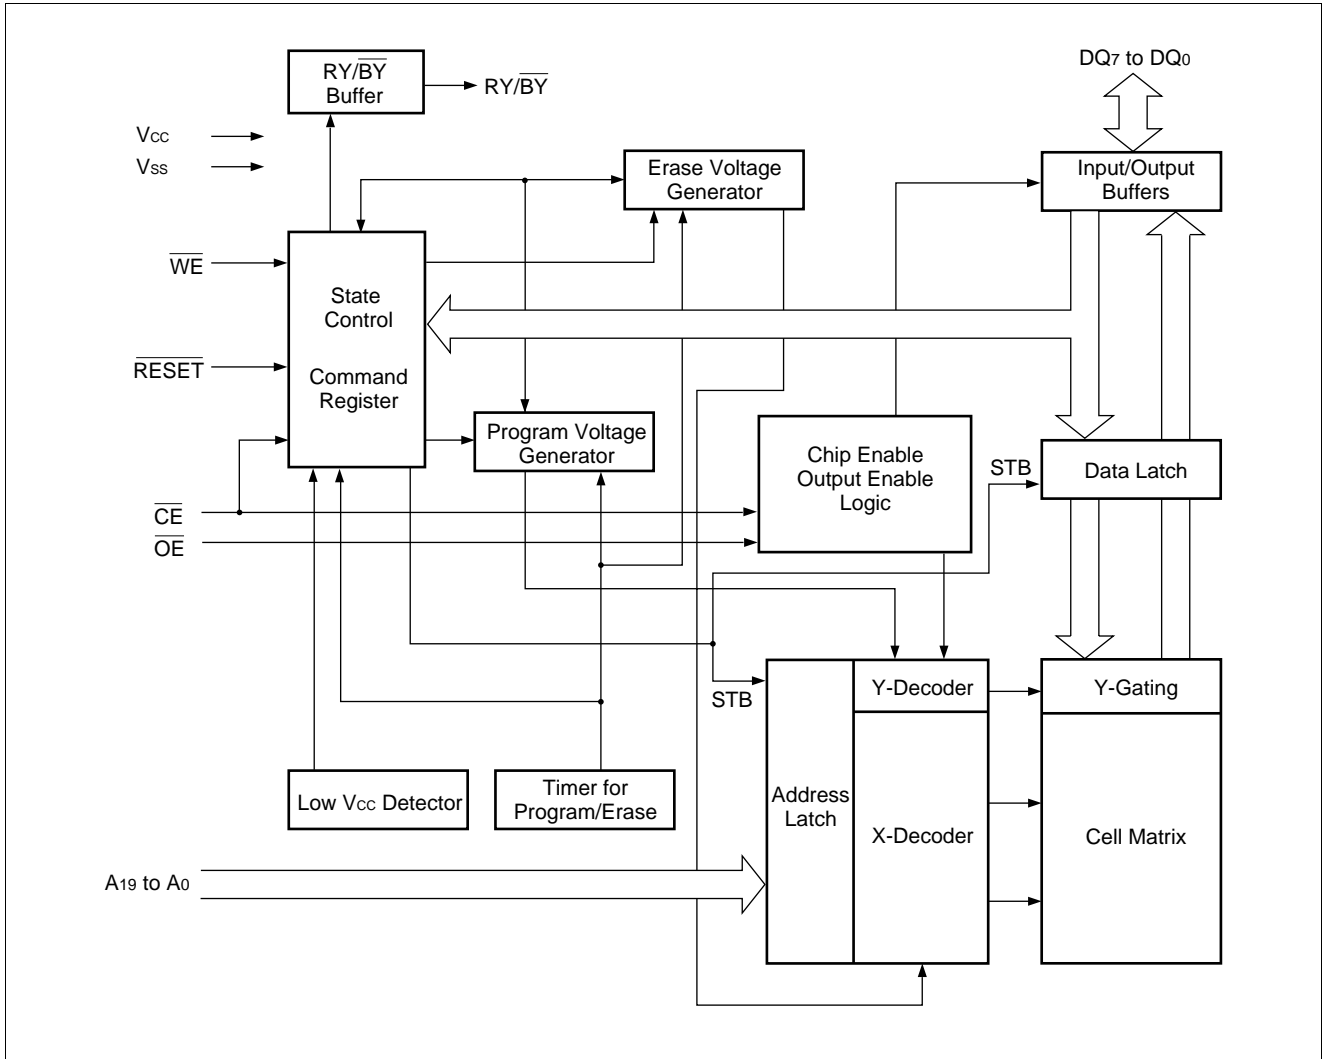 RY/BY
Buffer
RY/BY
DQ7 to DQ0
VCC
VSS
Erase Voltage
Generator
Input/Output
Buffers
WE
State
Control
RESET
Command
Register
Program Voltage
Generator
Chip Enable
Output Enable
Logic
STB
Data Latch
CE
OE
STB
Y-Decoder
Y-Gating
Low VCC Detector
Timer for
Program/Erase
Address
Latch
X-Decoder
Cell Matrix
A19 to A0